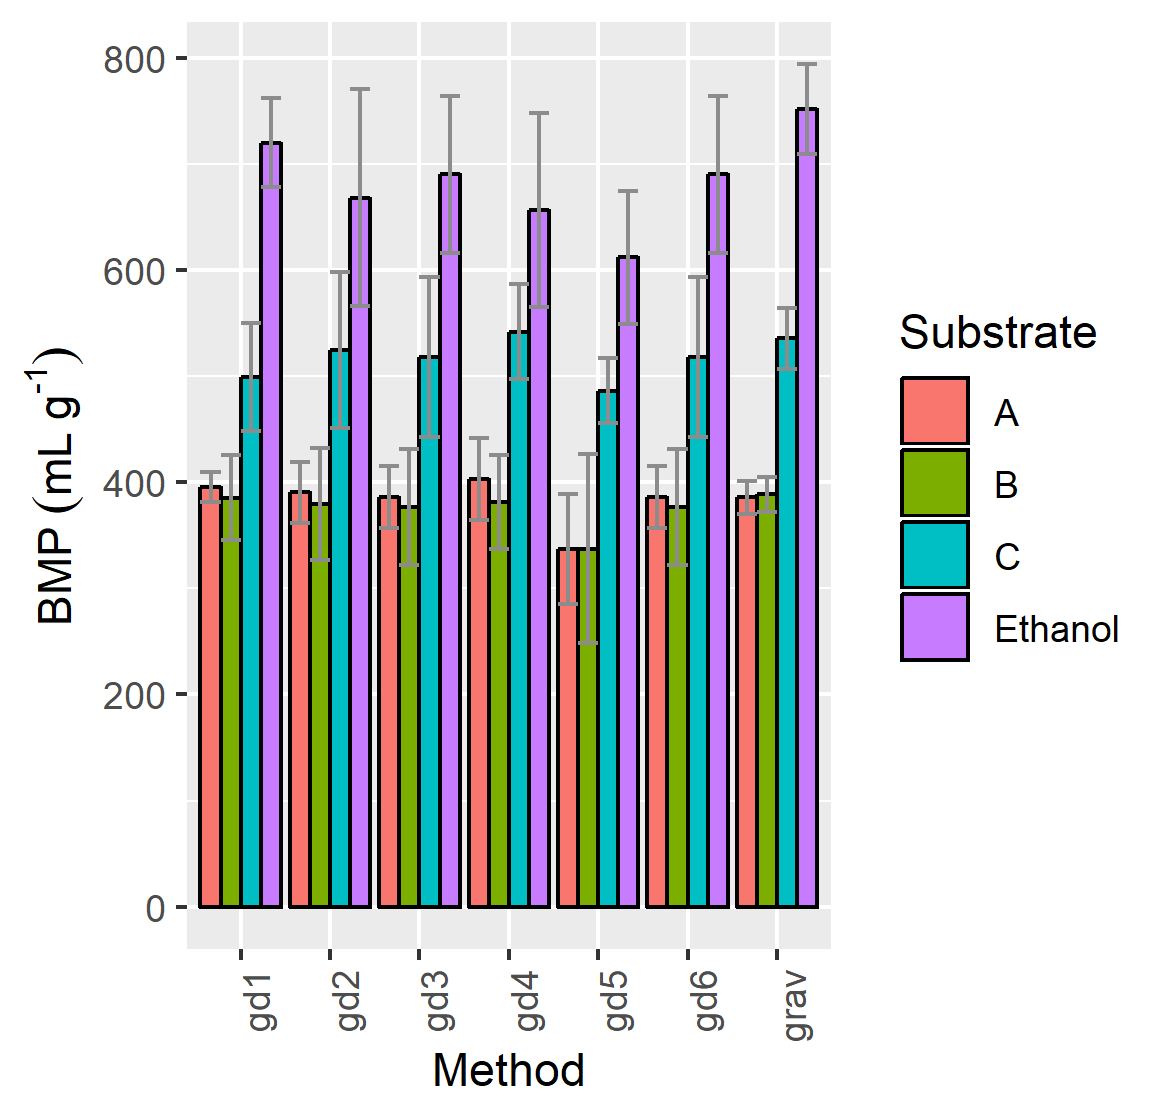 BMP (mL g⁻¹)
800
600
400
200
0
gd1
gd2
gd3
gd4
gd5
gd6
grav
Method
Substrate
A
B
C
Ethanol